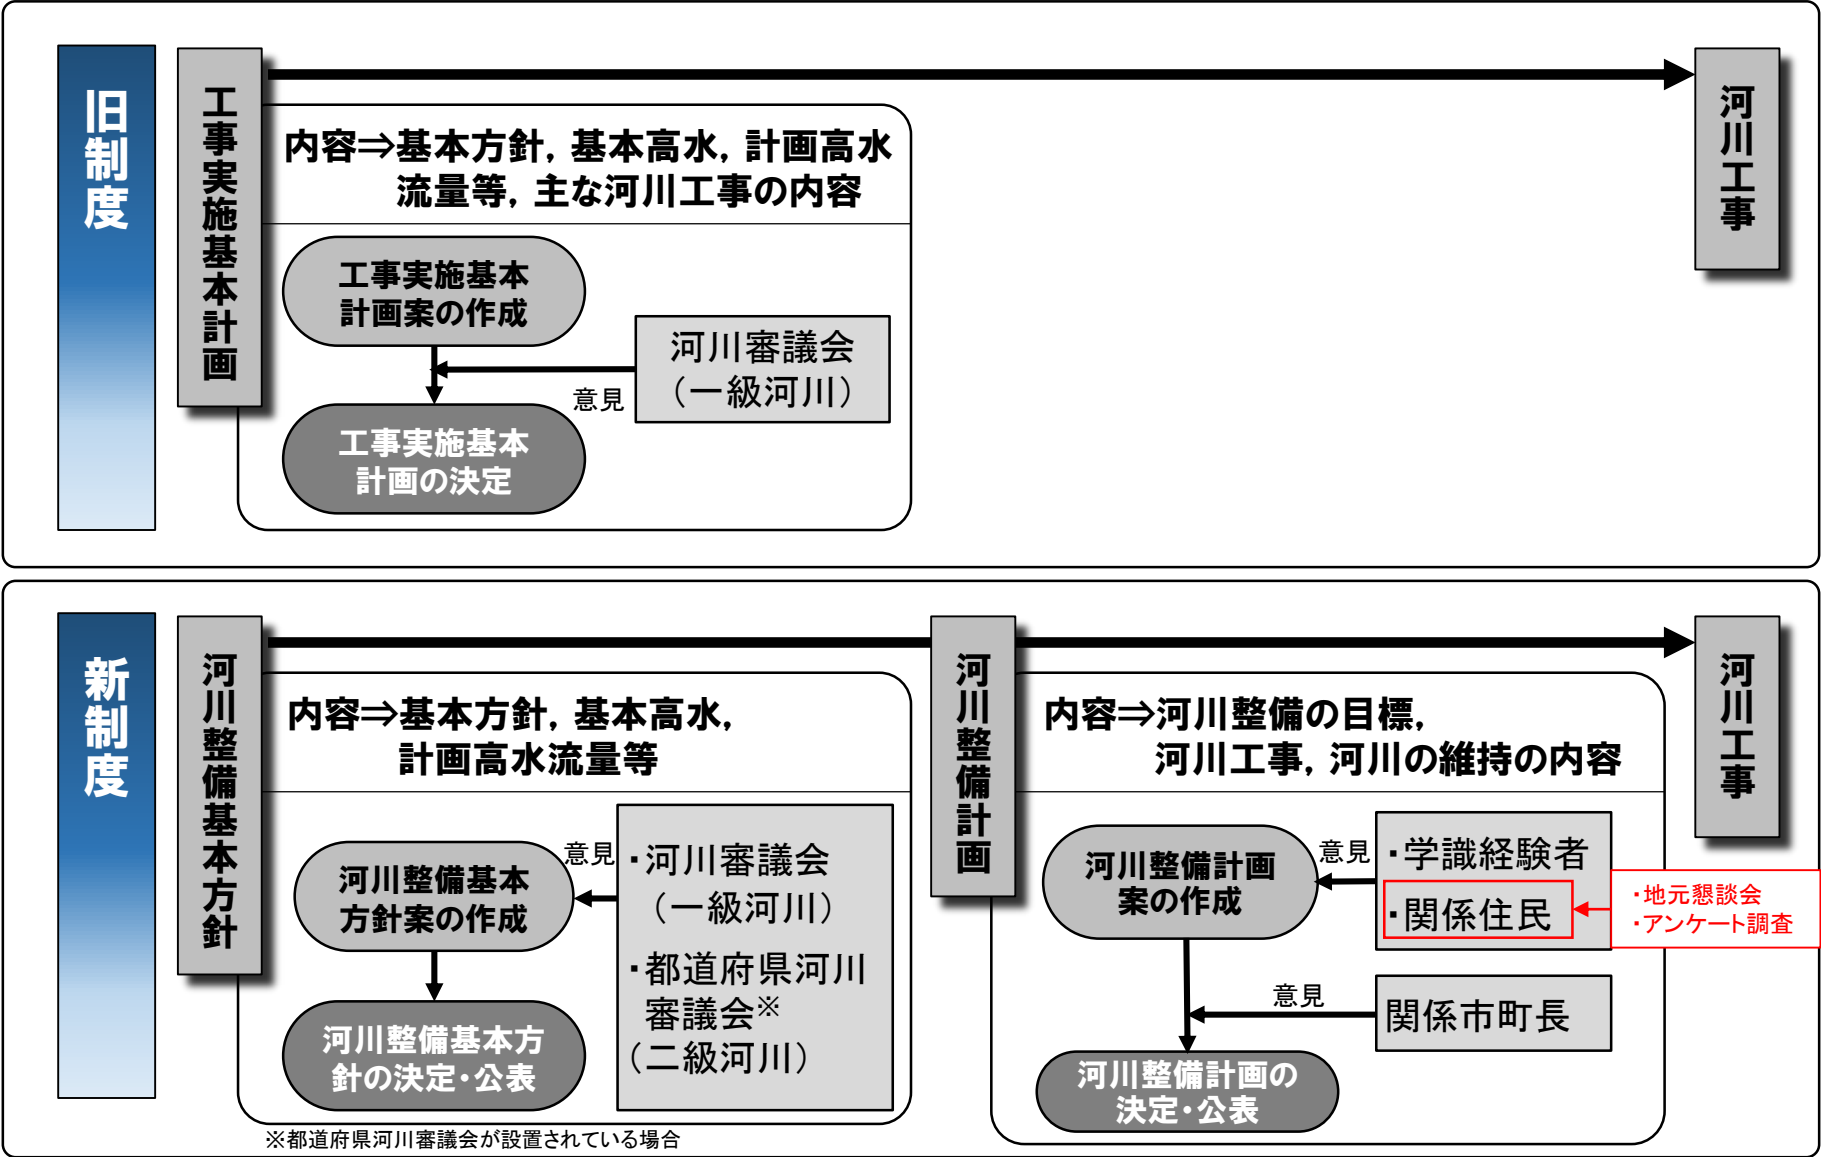 旧制度
工事実施基本計画
内容⇒基本方針，基本高水，計画高水
流量等，主な河川工事の内容
工事実施基本
計画案の作成
河川審議会
（一級河川）
意見
工事実施基本
計画の決定
河川工事
新制度
河川整備基本方針
内容⇒基本方針，基本高水，
計画高水流量等
河川整備基本
方針案の作成
意見
・河川審議会
（一級河川）
・都道府県河川
審議会※
（二級河川）
河川整備基本方
針の決定・公表
※都道府県河川審議会が設置されている場合
河川整備計画
内容⇒河川整備の目標，
河川工事，河川の維持の内容
河川整備計画
案の作成
意見
・学識経験者
・関係住民
・地元懇談会
・アンケート調査
意見
関係市町長
河川整備計画の
決定・公表
河川工事